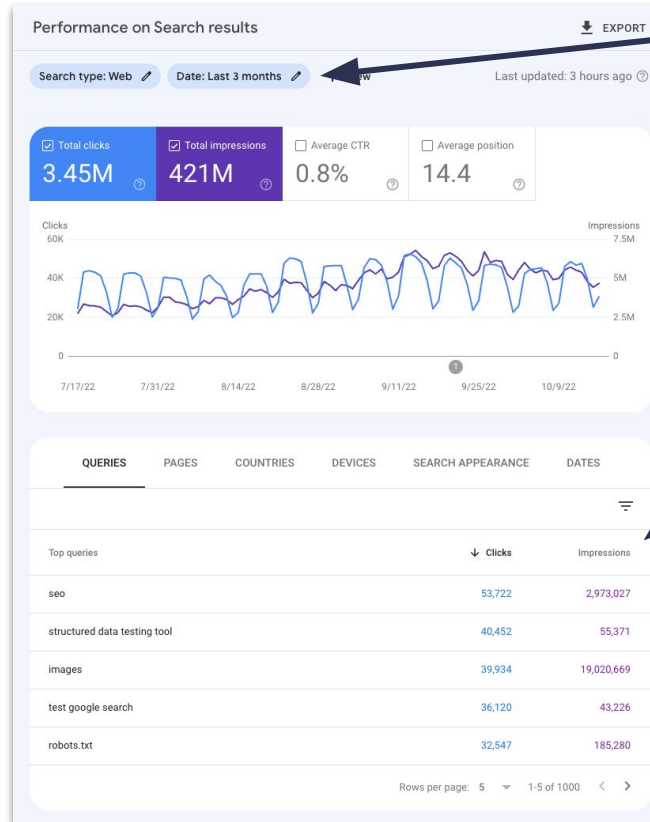 Performance on Search results EXPORT
Search type: Web Date: Last 3 months Last updated: 3 hours ago
Total clicks Total impressions Average CTR Average position
3.45M 421M 0.8% 14.4
Clicks Impressions
60K 7.5M
40K 5M
20K 2.5M
0 0
1
7/17/22 7/31/22 8/14/22 8/28/22 9/11/22 9/25/22 10/9/22
QUERIES PAGES COUNTRIES DEVICES SEARCH APPEARANCE DATES
Top queries Clicks Impressions
seo 53,722 2,973,027
structured data testing tool 40,452 55,371
images 39,934 19,020,669
test google search 36,120 43,226
robots.txt 32,547 185,280
Rows per page: 5 1-5 of 1000